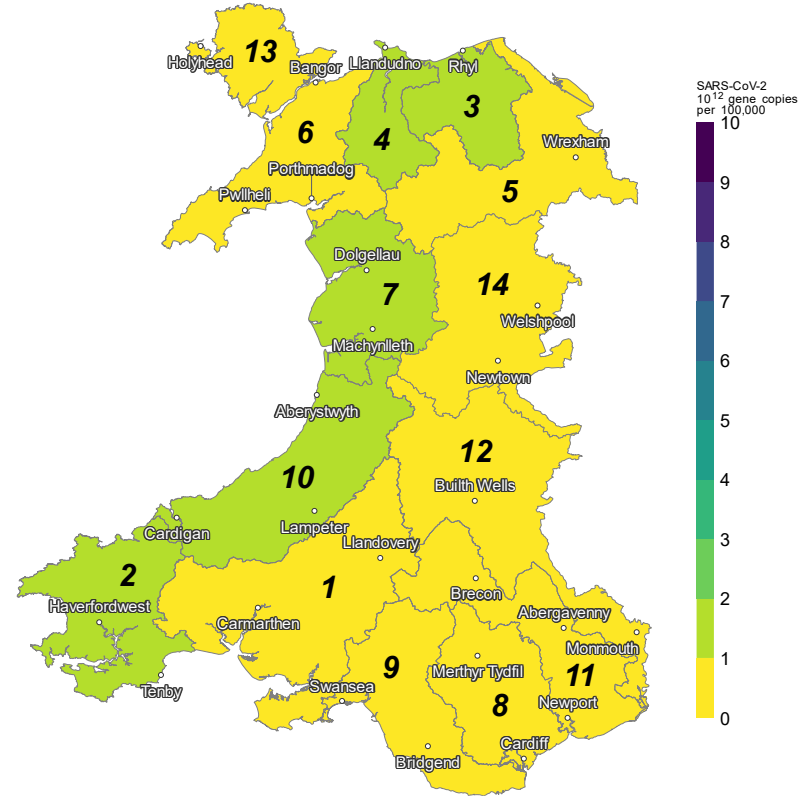 13
Holyhead
Bangor
Llandudno
Rhyl
SARS-CoV-2
10^12 gene copies
per 100,000
10
3
6
4
Wrexham
Porthmadog
9
Pwllheli
5
8
Dolgellau
14
7
7
Welshpool
Machynlleth
6
Newtown
Aberystwyth
5
12
10
Builth Wells
4
Cardigan
Lampeter
Llandovery
3
2
1
Brecon
2
Haverfordwest
Carmarthen
Abergavenny
Monmouth
1
9
Merthyr Tydfil
11
Tenby
Swansea
8
Newport
0
Cardiff
Bridgend